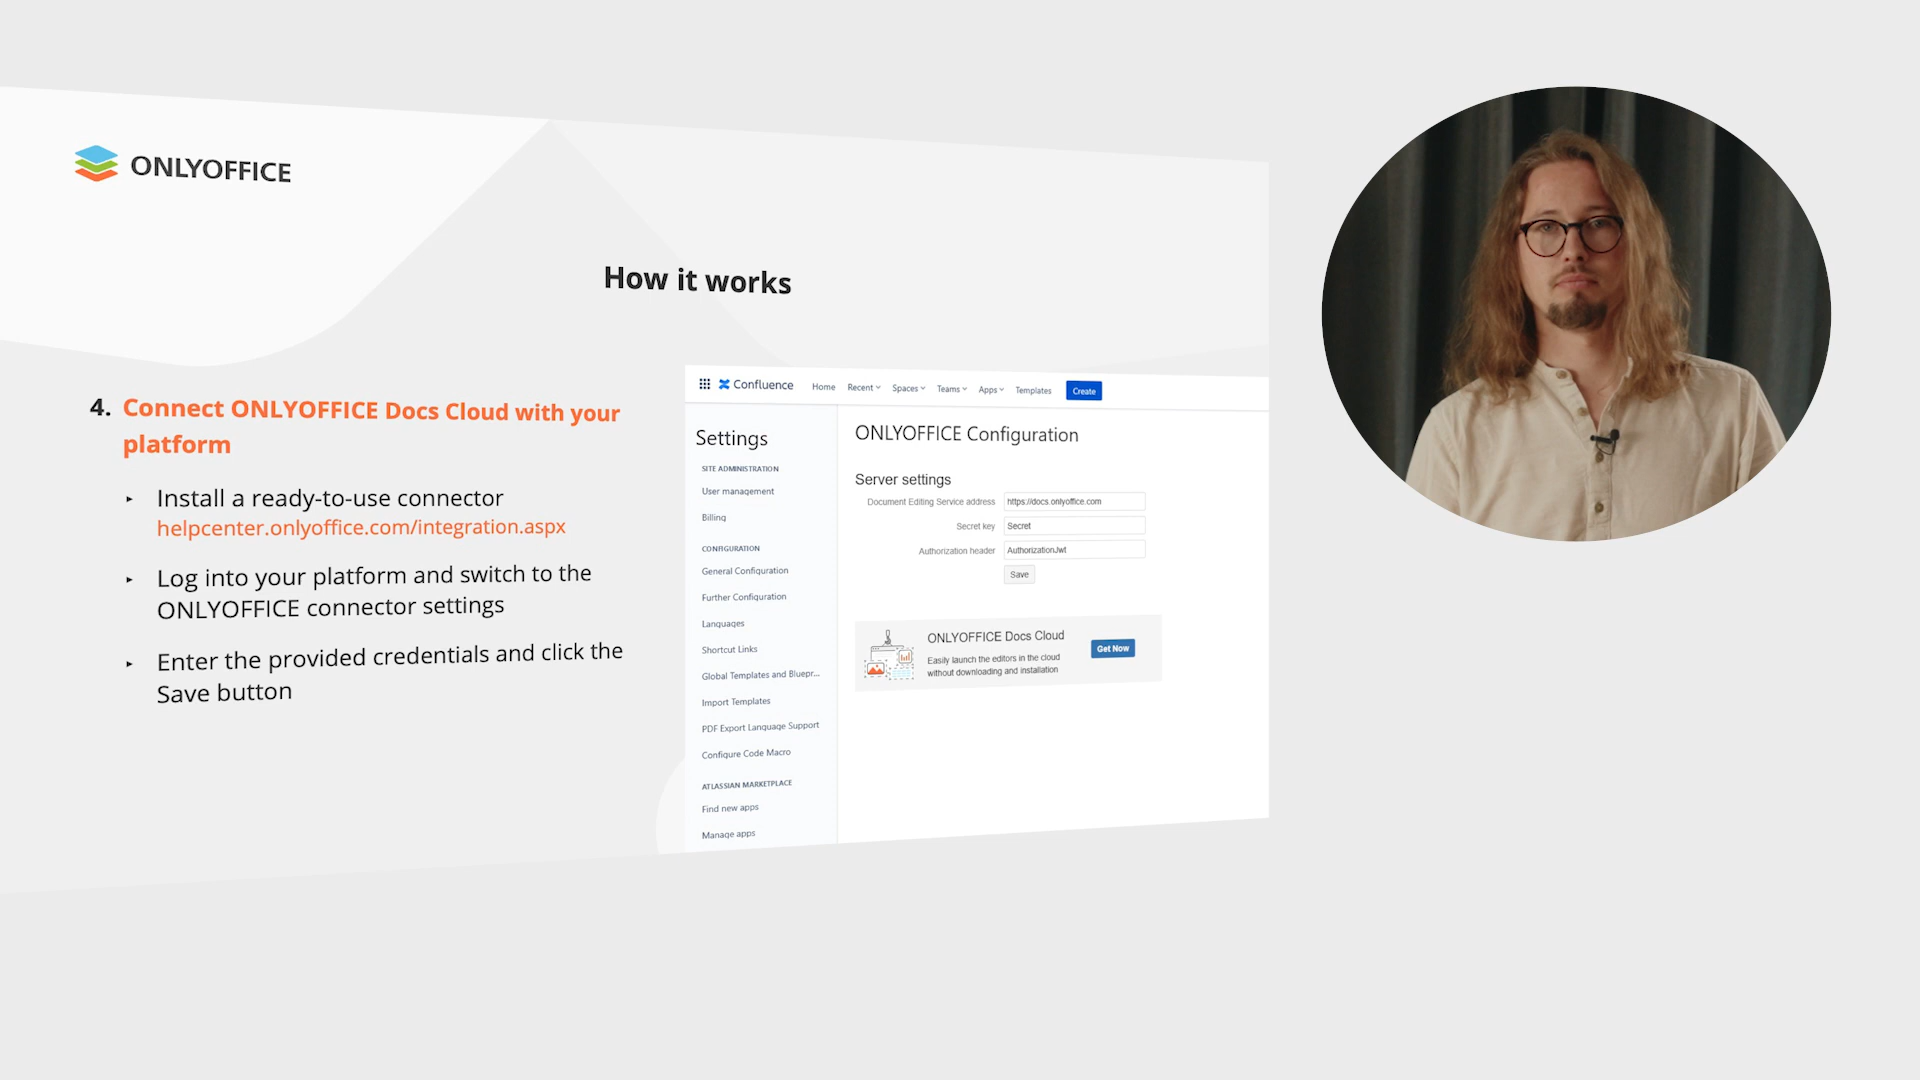 ONLYOFFICE
How it works
4. Connect ONLYOFFICE Docs Cloud with your
platform
‣ Install a ready-to-use connector
helpcenter.onlyoffice.com/integration.aspx
‣ Log into your platform and switch to the
ONLYOFFICE connector settings
‣ Enter the provided credentials and click the
Save button
Confluence Home Recent Spaces Teams Apps Templates Create
Settings
SITE ADMINISTRATION
User management
Billing
CONFIGURATION
General Configuration
Further Configuration
Languages
Shortcut Links
Global Templates and Bluepr...
Import Templates
PDF Export Language Support
Configure Code Macro
ATLASSIAN MARKETPLACE
Find new apps
Manage apps
ONLYOFFICE Configuration
Server settings
Document Editing Service address https://docs.onlyoffice.com
Secret key Secret
Authorization header AuthorizationJwt
Save
ONLYOFFICE Docs Cloud
Easily launch the editors in the cloud
without downloading and installation
Get Now